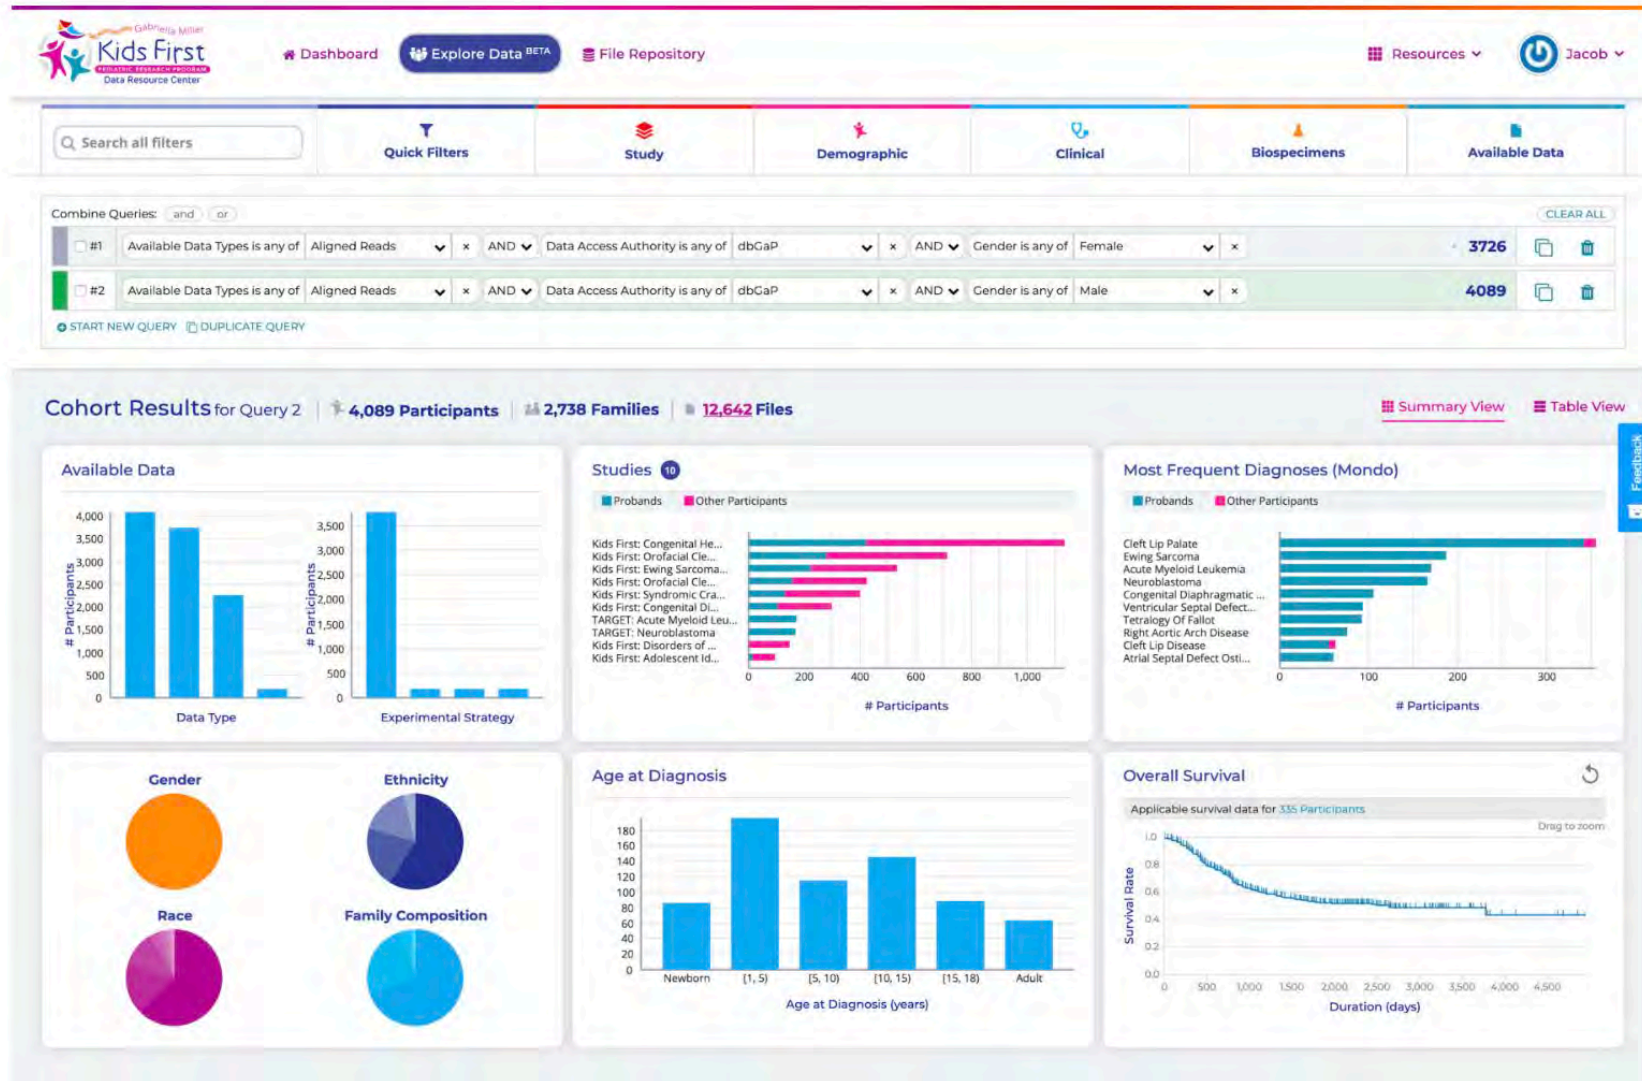 Gabriella Miller
Kids First
PEDIATRIC RESEARCH PROGRAM
Data Resource Center
Dashboard
Explore Data BETA
File Repository
Resources
Jacob
Search all filters
Quick Filters
Study
Demographic
Clinical
Biospecimens
Available Data
Combine Queries: and or
CLEAR ALL
#1 Available Data Types is any of Aligned Reads × AND Data Access Authority is any of dbGaP × AND Gender is any of Female × 3726
#2 Available Data Types is any of Aligned Reads × AND Data Access Authority is any of dbGaP × AND Gender is any of Male × 4089
START NEW QUERY DUPLICATE QUERY
Cohort Results for Query 2 | 4,089 Participants | 2,738 Families | 12,642 Files
Summary View
Table View
Feedback
Available Data
# Participants
4,000
3,500
3,000
2,500
2,000
1,500
1,000
500
0
Data Type
# Participants
3,500
3,000
2,500
2,000
1,500
1,000
500
0
Experimental Strategy
Studies 10
Probands Other Participants
Kids First: Congenital He...
Kids First: Orofacial Cle...
Kids First: Ewing Sarcoma...
Kids First: Orofacial Cle...
Kids First: Syndromic Cra...
Kids First: Congenital Di...
TARGET: Acute Myeloid Leu...
TARGET: Neuroblastoma
Kids First: Disorders of ...
Kids First: Adolescent Id...
0 200 400 600 800 1,000
# Participants
Most Frequent Diagnoses (Mondo)
Probands Other Participants
Cleft Lip Palate
Ewing Sarcoma
Acute Myeloid Leukemia
Neuroblastoma
Congenital Diaphragmatic ...
Ventricular Septal Defect...
Tetralogy Of Fallot
Right Aortic Arch Disease
Cleft Lip Disease
Atrial Septal Defect Osti...
0 100 200 300
# Participants
Gender
Ethnicity
Race
Family Composition
Age at Diagnosis
180
160
140
120
100
80
60
40
20
0
Newborn [1, 5) [5, 10) [10, 15) [15, 18) Adult
Age at Diagnosis (years)
Overall Survival
Applicable survival data for 335 Participants
Drag to zoom
Survival Rate
1.0
0.8
0.6
0.4
0.2
0.0
0 500 1,000 1,500 2,000 2,500 3,000 3,500 4,000 4,500
Duration (days)